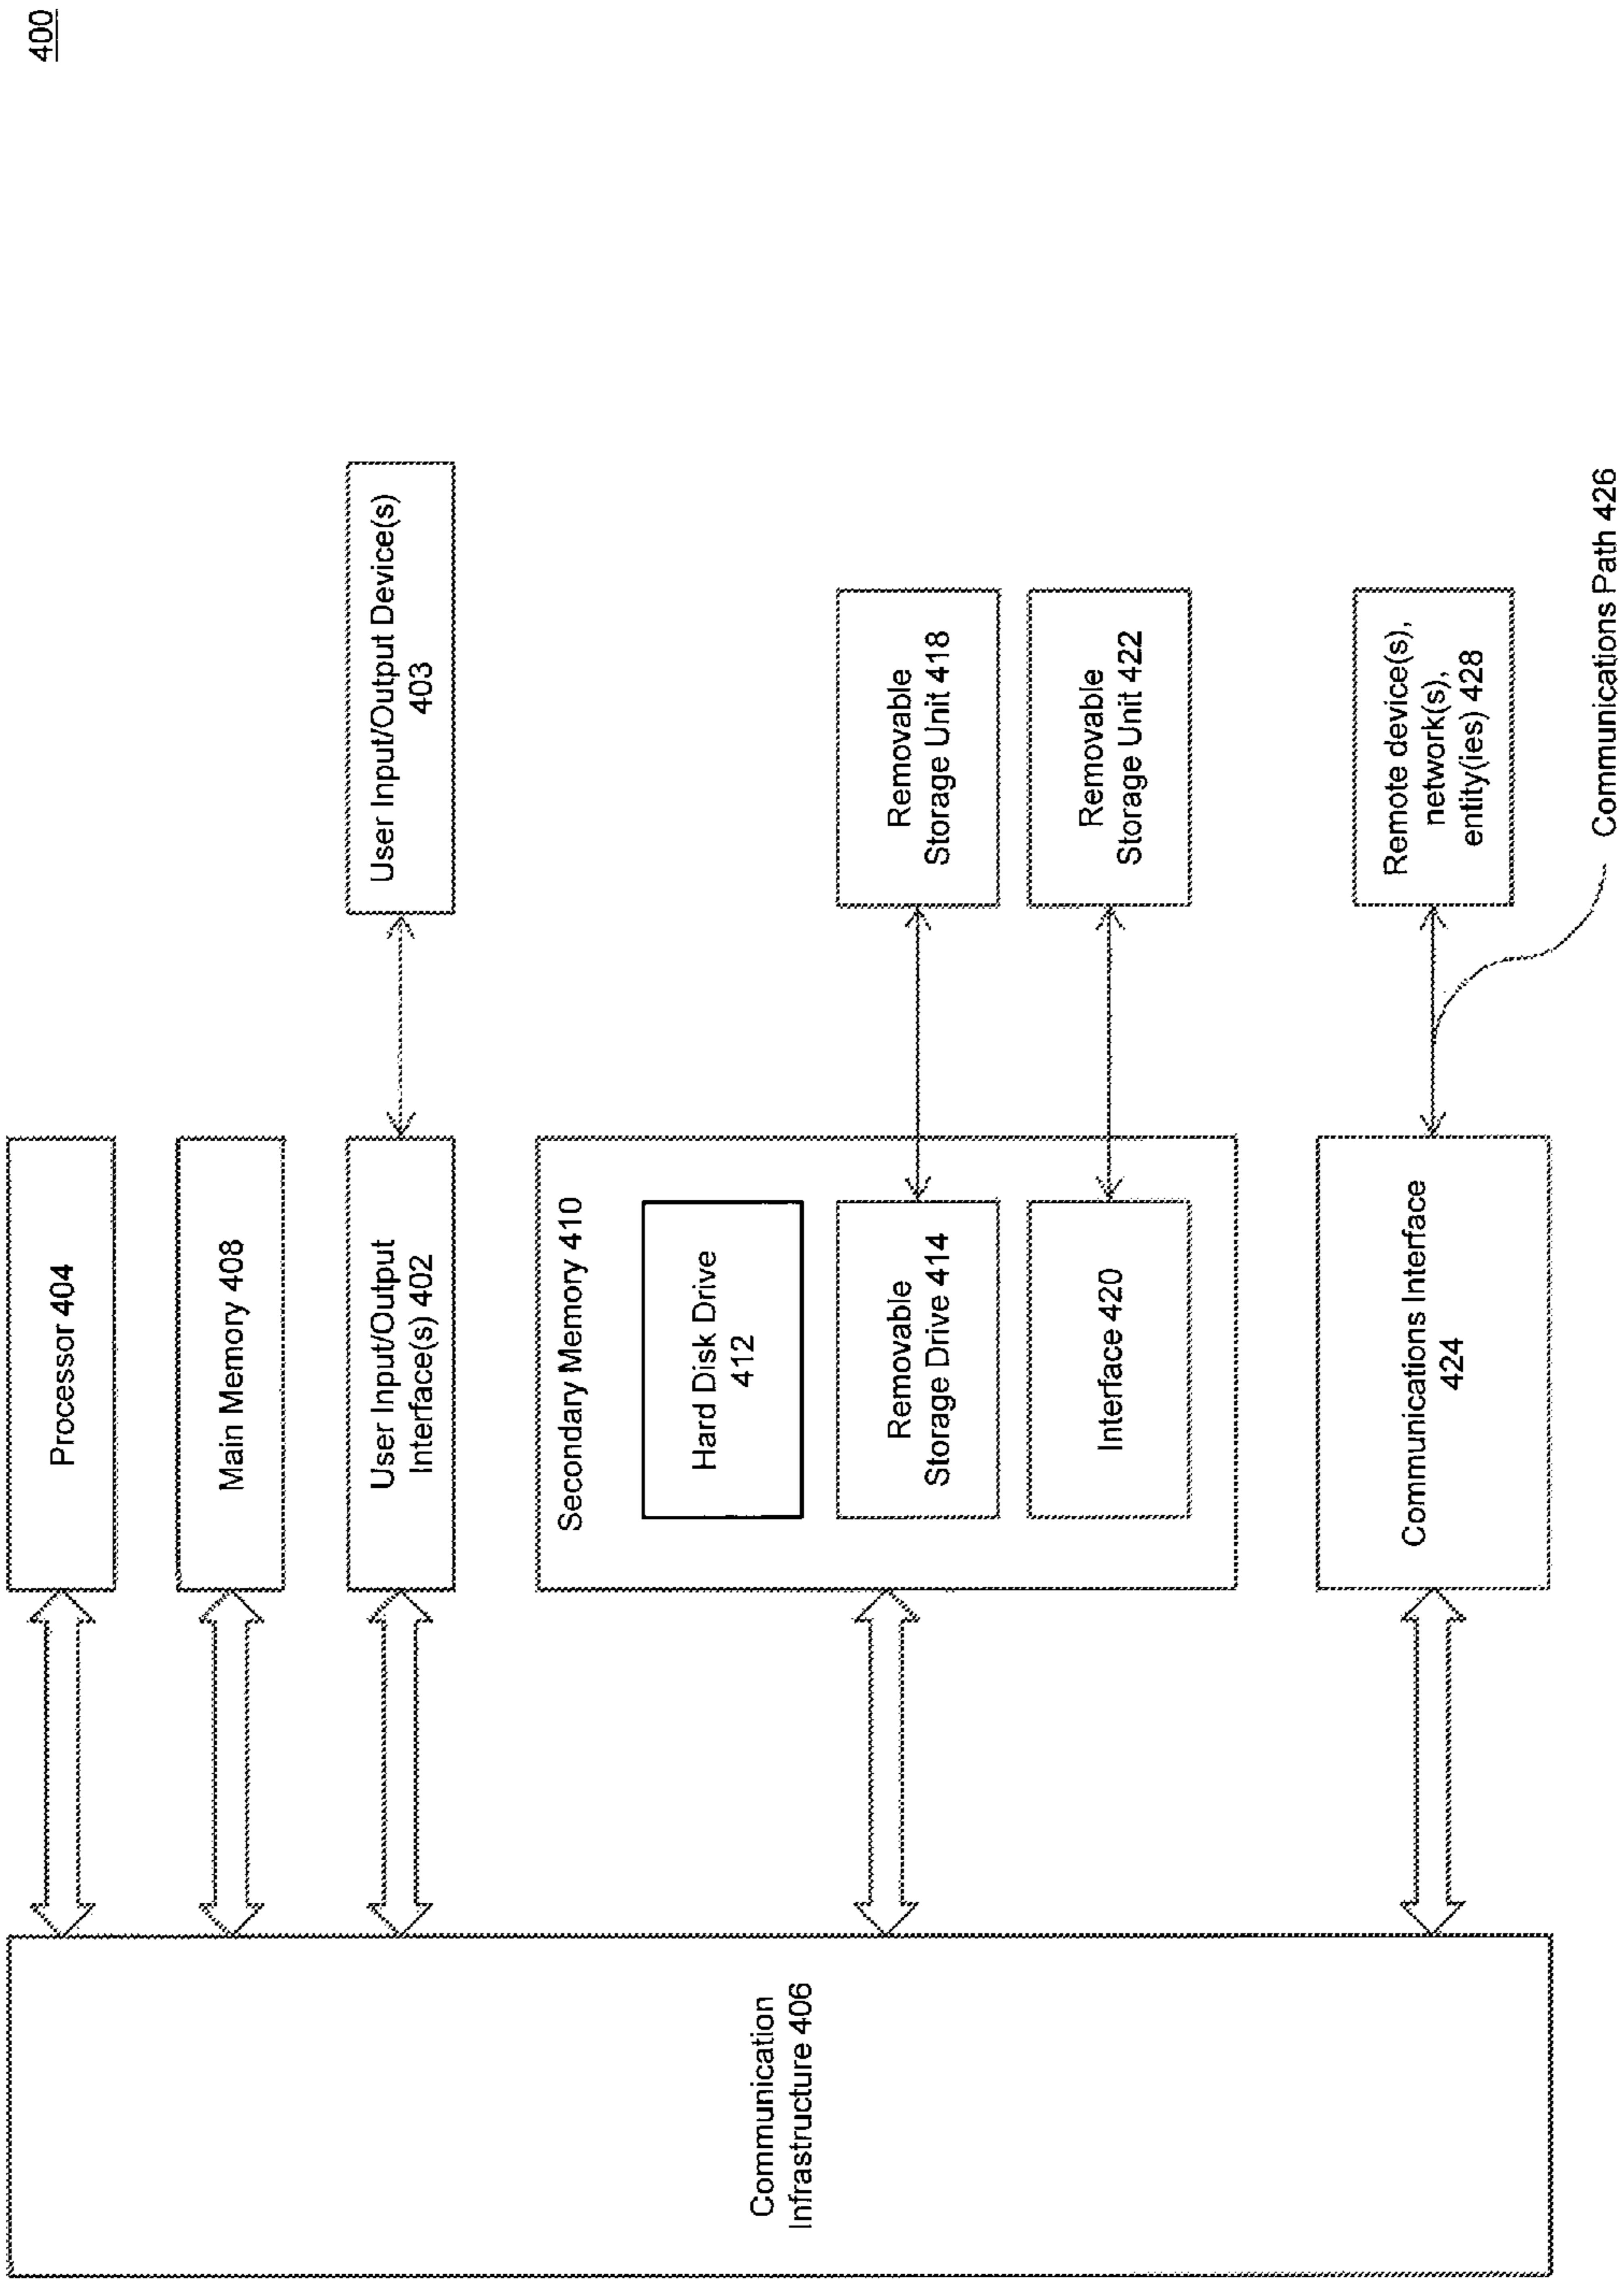 400
Processor 404
Main Memory 408
User Input/Output
Interface(s) 402
User Input/Output Device(s)
403
Secondary Memory 410
Hard Disk Drive
412
Removable
Storage Drive 414
Removable
Storage Unit 418
Interface 420
Removable
Storage Unit 422
Communication
Infrastructure 406
Communications Interface
424
Remote device(s),
network(s),
entity(ies) 428
Communications Path 426